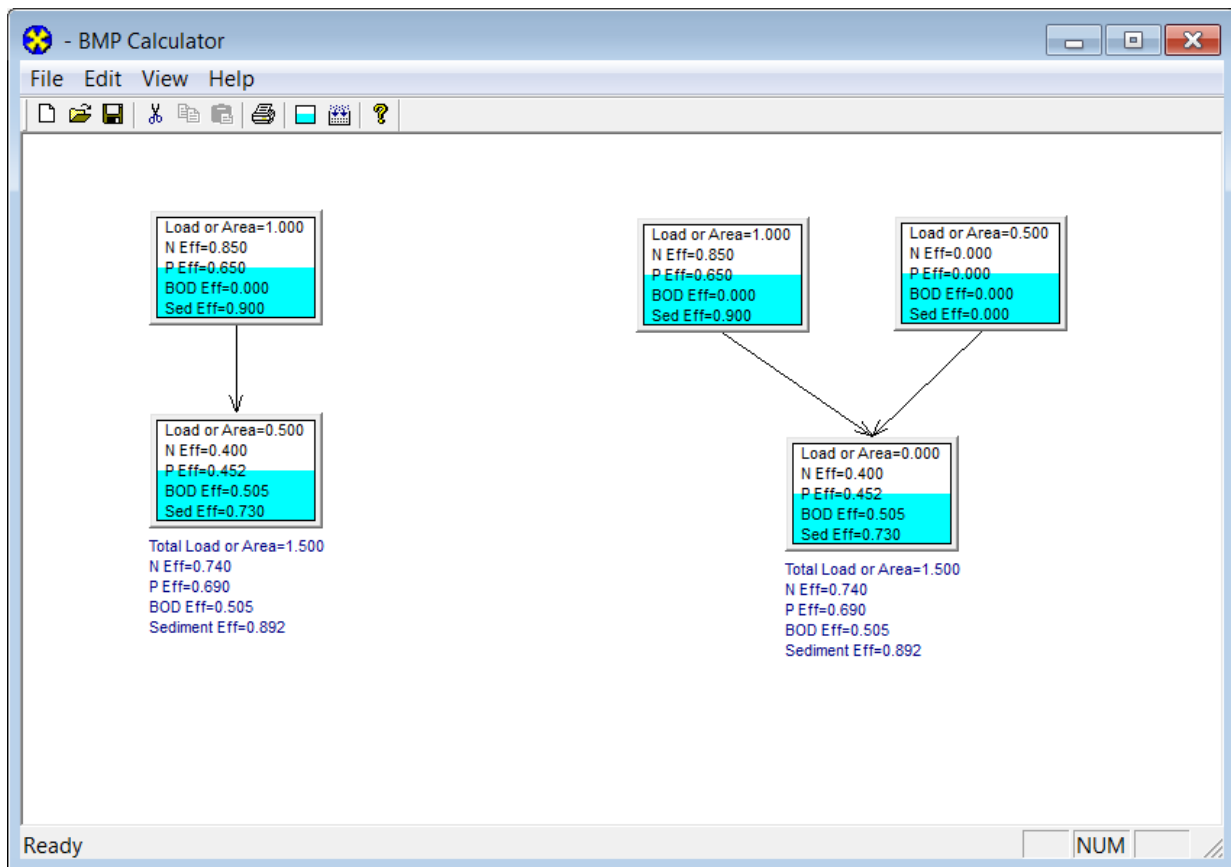 - BMP Calculator
File Edit View Help
Load or Area=1.000
N Eff=0.850
P Eff=0.650
BOD Eff=0.000
Sed Eff=0.900
Load or Area=0.500
N Eff=0.400
P Eff=0.452
BOD Eff=0.505
Sed Eff=0.730
Total Load or Area=1.500
N Eff=0.740
P Eff=0.690
BOD Eff=0.505
Sediment Eff=0.892
Load or Area=1.000
N Eff=0.850
P Eff=0.650
BOD Eff=0.000
Sed Eff=0.900
Load or Area=0.500
N Eff=0.000
P Eff=0.000
BOD Eff=0.000
Sed Eff=0.000
Load or Area=0.000
N Eff=0.400
P Eff=0.452
BOD Eff=0.505
Sed Eff=0.730
Total Load or Area=1.500
N Eff=0.740
P Eff=0.690
BOD Eff=0.505
Sediment Eff=0.892
Ready NUM